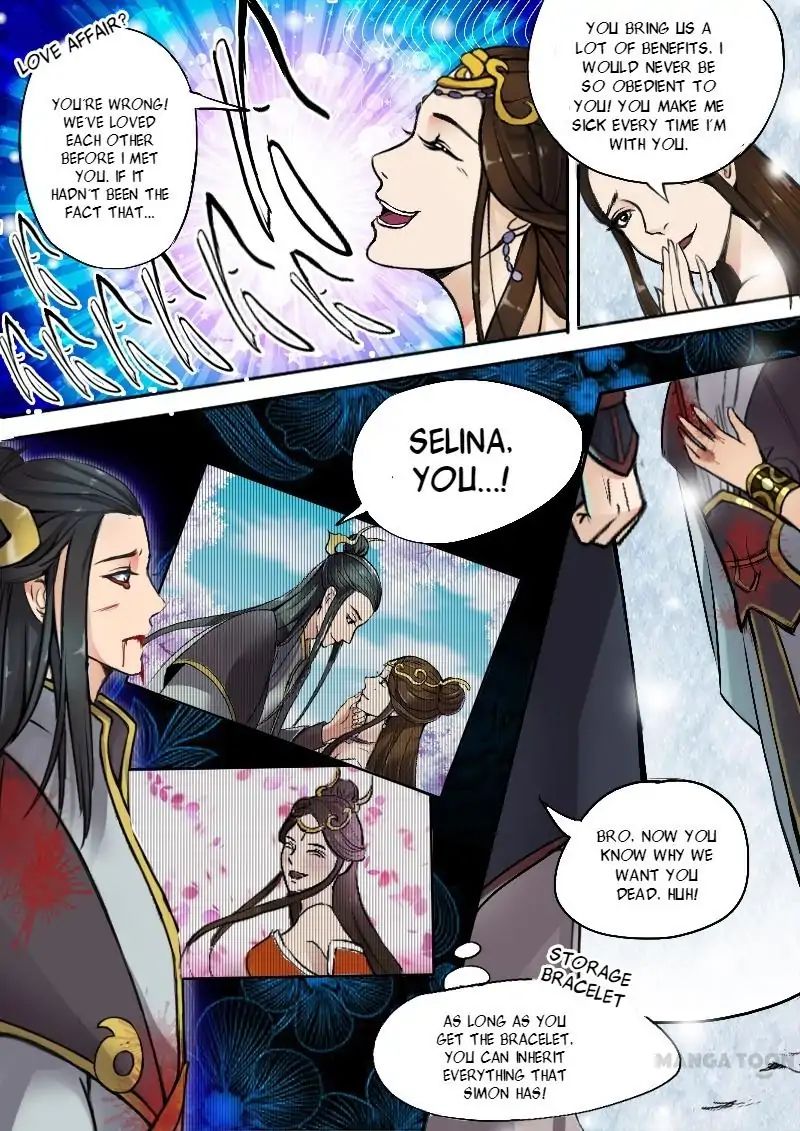 LOVE AFFAIR?
YOU'RE WRONG!
WE'VE LOVED
EACH OTHER
BEFORE I MET
YOU. IF IT
HADN'T BEEN THE
FACT THAT...
YOU BRING US A
LOT OF BENEFITS. I
WOULD NEVER BE
SO OBEDIENT TO
YOU! YOU MAKE ME
SICK EVERY TIME I'M
WITH YOU.
SELINA,
YOU...!
BRO, NOW YOU
KNOW WHY WE
WANT YOU
DEAD. HUH!
STORAGE
BRACELET
AS LONG AS YOU
GET THE BRACELET,
YOU CAN INHERIT
EVERYTHING THAT
SIMON HAS!
MANGA TOON